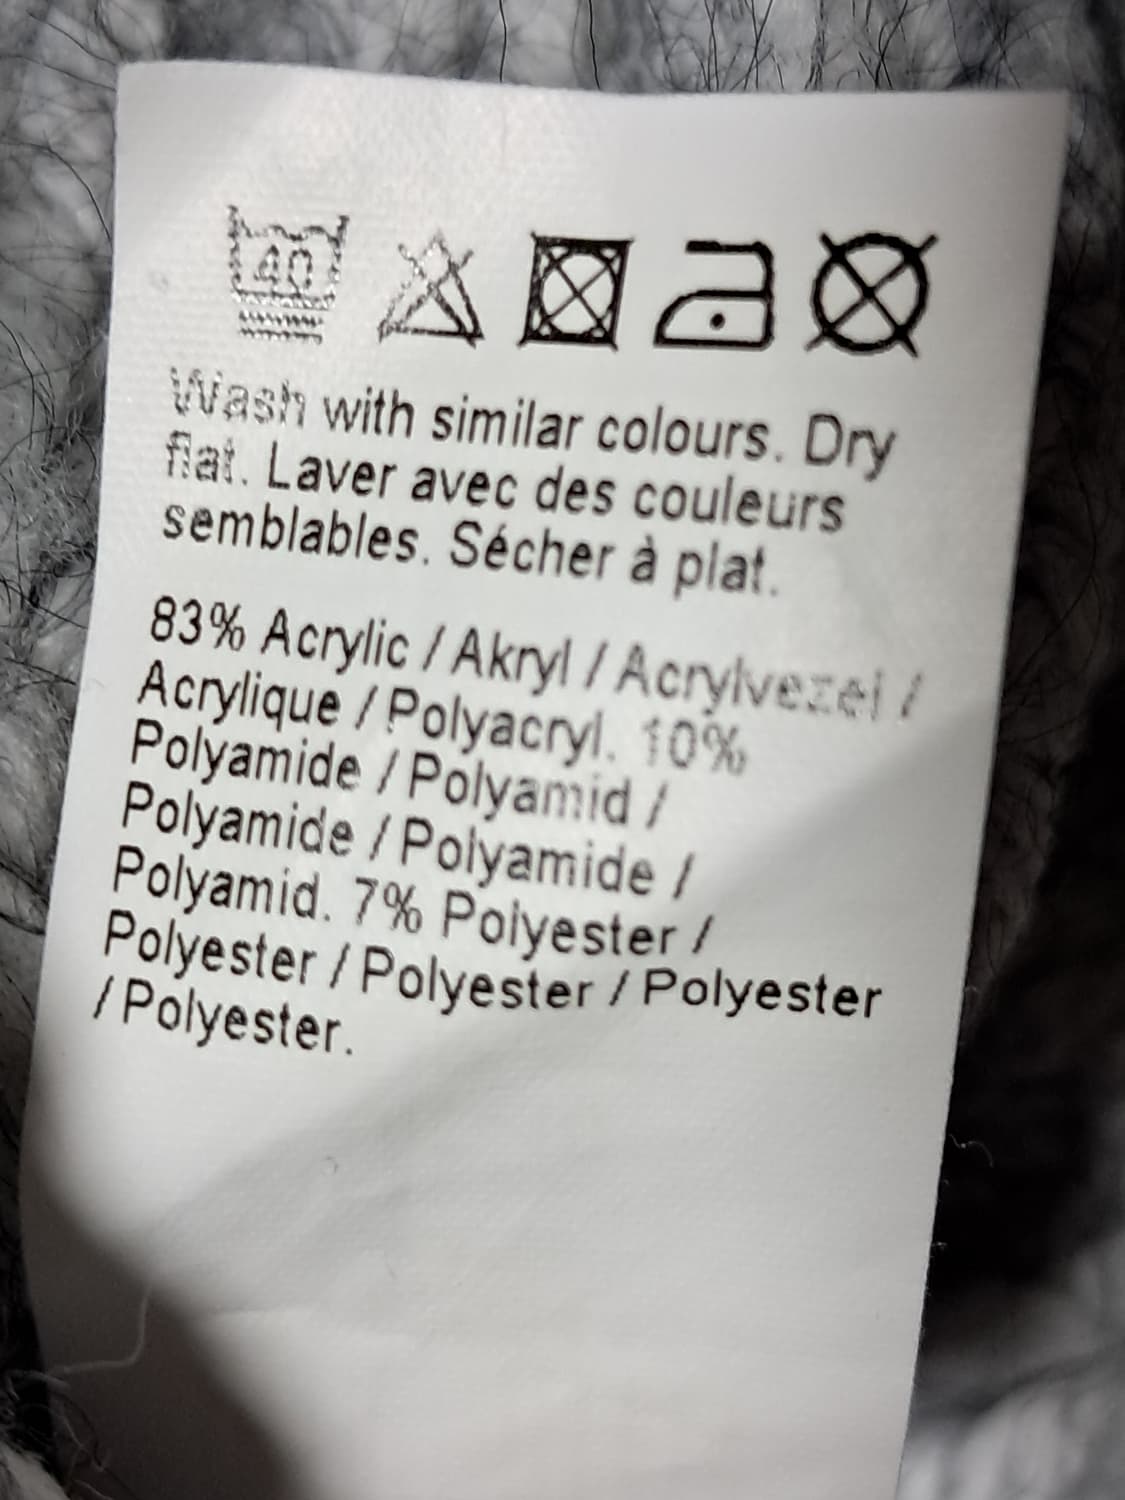 40
Wash with similar colours. Dry
flat. Laver avec des couleurs
semblables. Sécher à plat.
83% Acrylic / Akryl / Acrylvezel /
Acrylique / Polyacryl. 10%
Polyamide / Polyamid /
Polyamide / Polyamide /
Polyamid. 7% Polyester /
Polyester / Polyester / Polyester
/ Polyester.